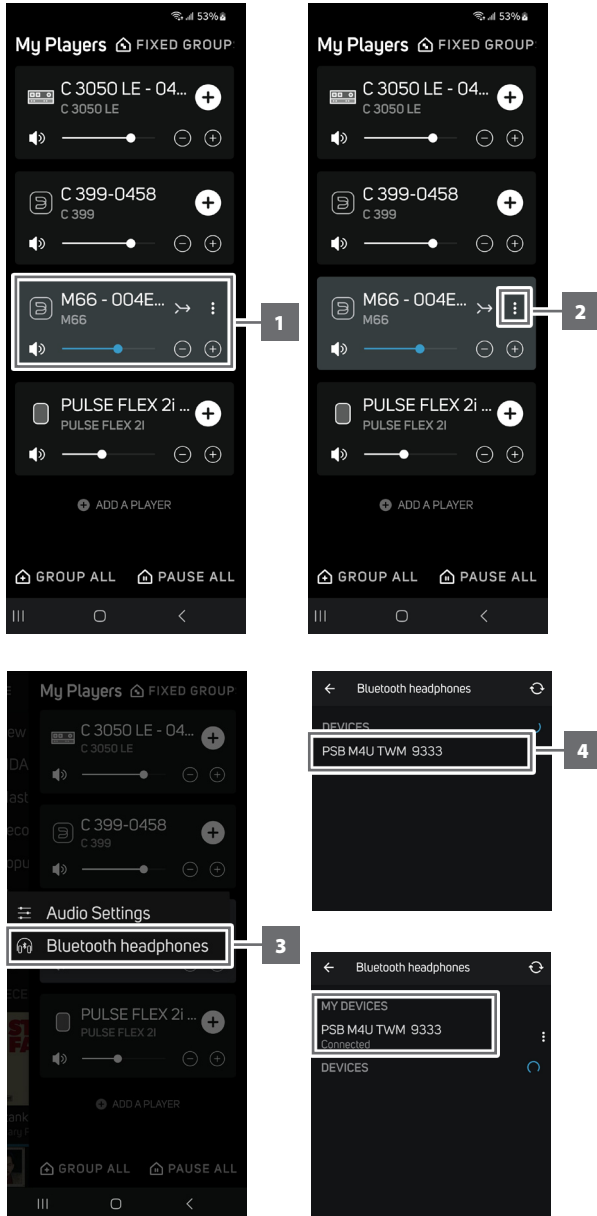 53%
My Players FIXED GROUP
C 3050 LE - 04...
C 3050 LE
C 399-0458
C 399
M66 - 004E...
M66
1
PULSE FLEX 2i ...
PULSE FLEX 2I
ADD A PLAYER
GROUP ALL PAUSE ALL
53%
My Players FIXED GROUP
C 3050 LE - 04...
C 3050 LE
C 399-0458
C 399
M66 - 004E...
M66
2
PULSE FLEX 2i ...
PULSE FLEX 2I
ADD A PLAYER
GROUP ALL PAUSE ALL
My Players FIXED GROUP
C 3050 LE - 04...
C 3050 LE
C 399-0458
C 399
Audio Settings
Bluetooth headphones
3
PULSE FLEX 2i ...
PULSE FLEX 2I
ADD A PLAYER
GROUP ALL PAUSE ALL
Bluetooth headphones
DEVICES
PSB M4U TWM 9333
4
Bluetooth headphones
MY DEVICES
PSB M4U TWM 9333
Connected
DEVICES